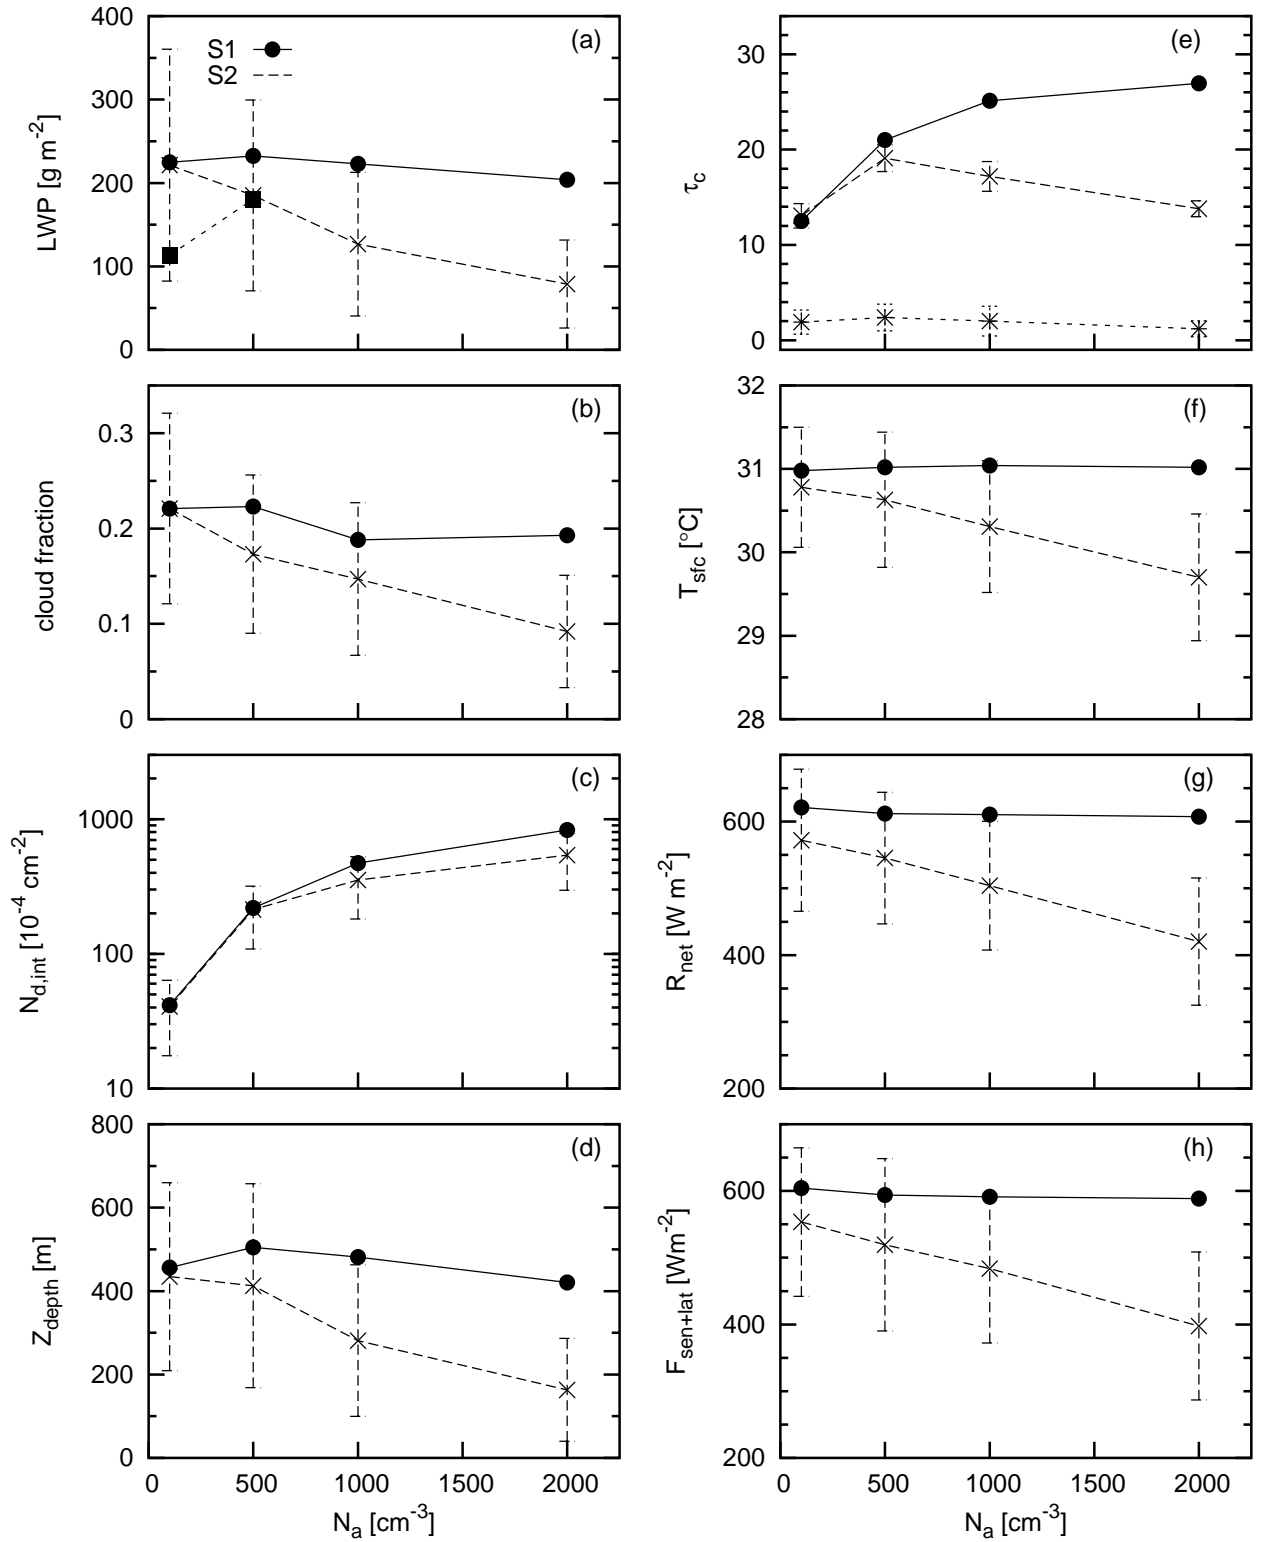 400
300
200
100
0
LWP [g m-2]
S1
S2
(a)
30
20
10
0
τc
(e)
0.3
0.2
0.1
0
cloud fraction
(b)
32
31
30
29
28
Tsfc [°C]
(f)
1000
100
10
Nd,int [10-4 cm-2]
(c)
600
400
200
Rnet [W m-2]
(g)
800
600
400
200
0
Zdepth [m]
(d)
0 500 1000 1500 2000
Na [cm-3]
600
400
200
Fsen+lat [Wm-2]
(h)
0 500 1000 1500 2000
Na [cm-3]